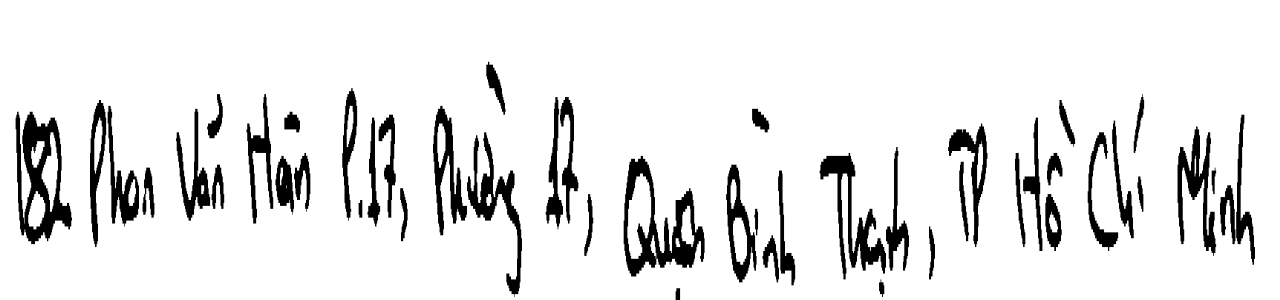 182 Phan Văn Hân P.17, Phường 17, Quận Bình Thạnh, TP Hồ Chí Minh